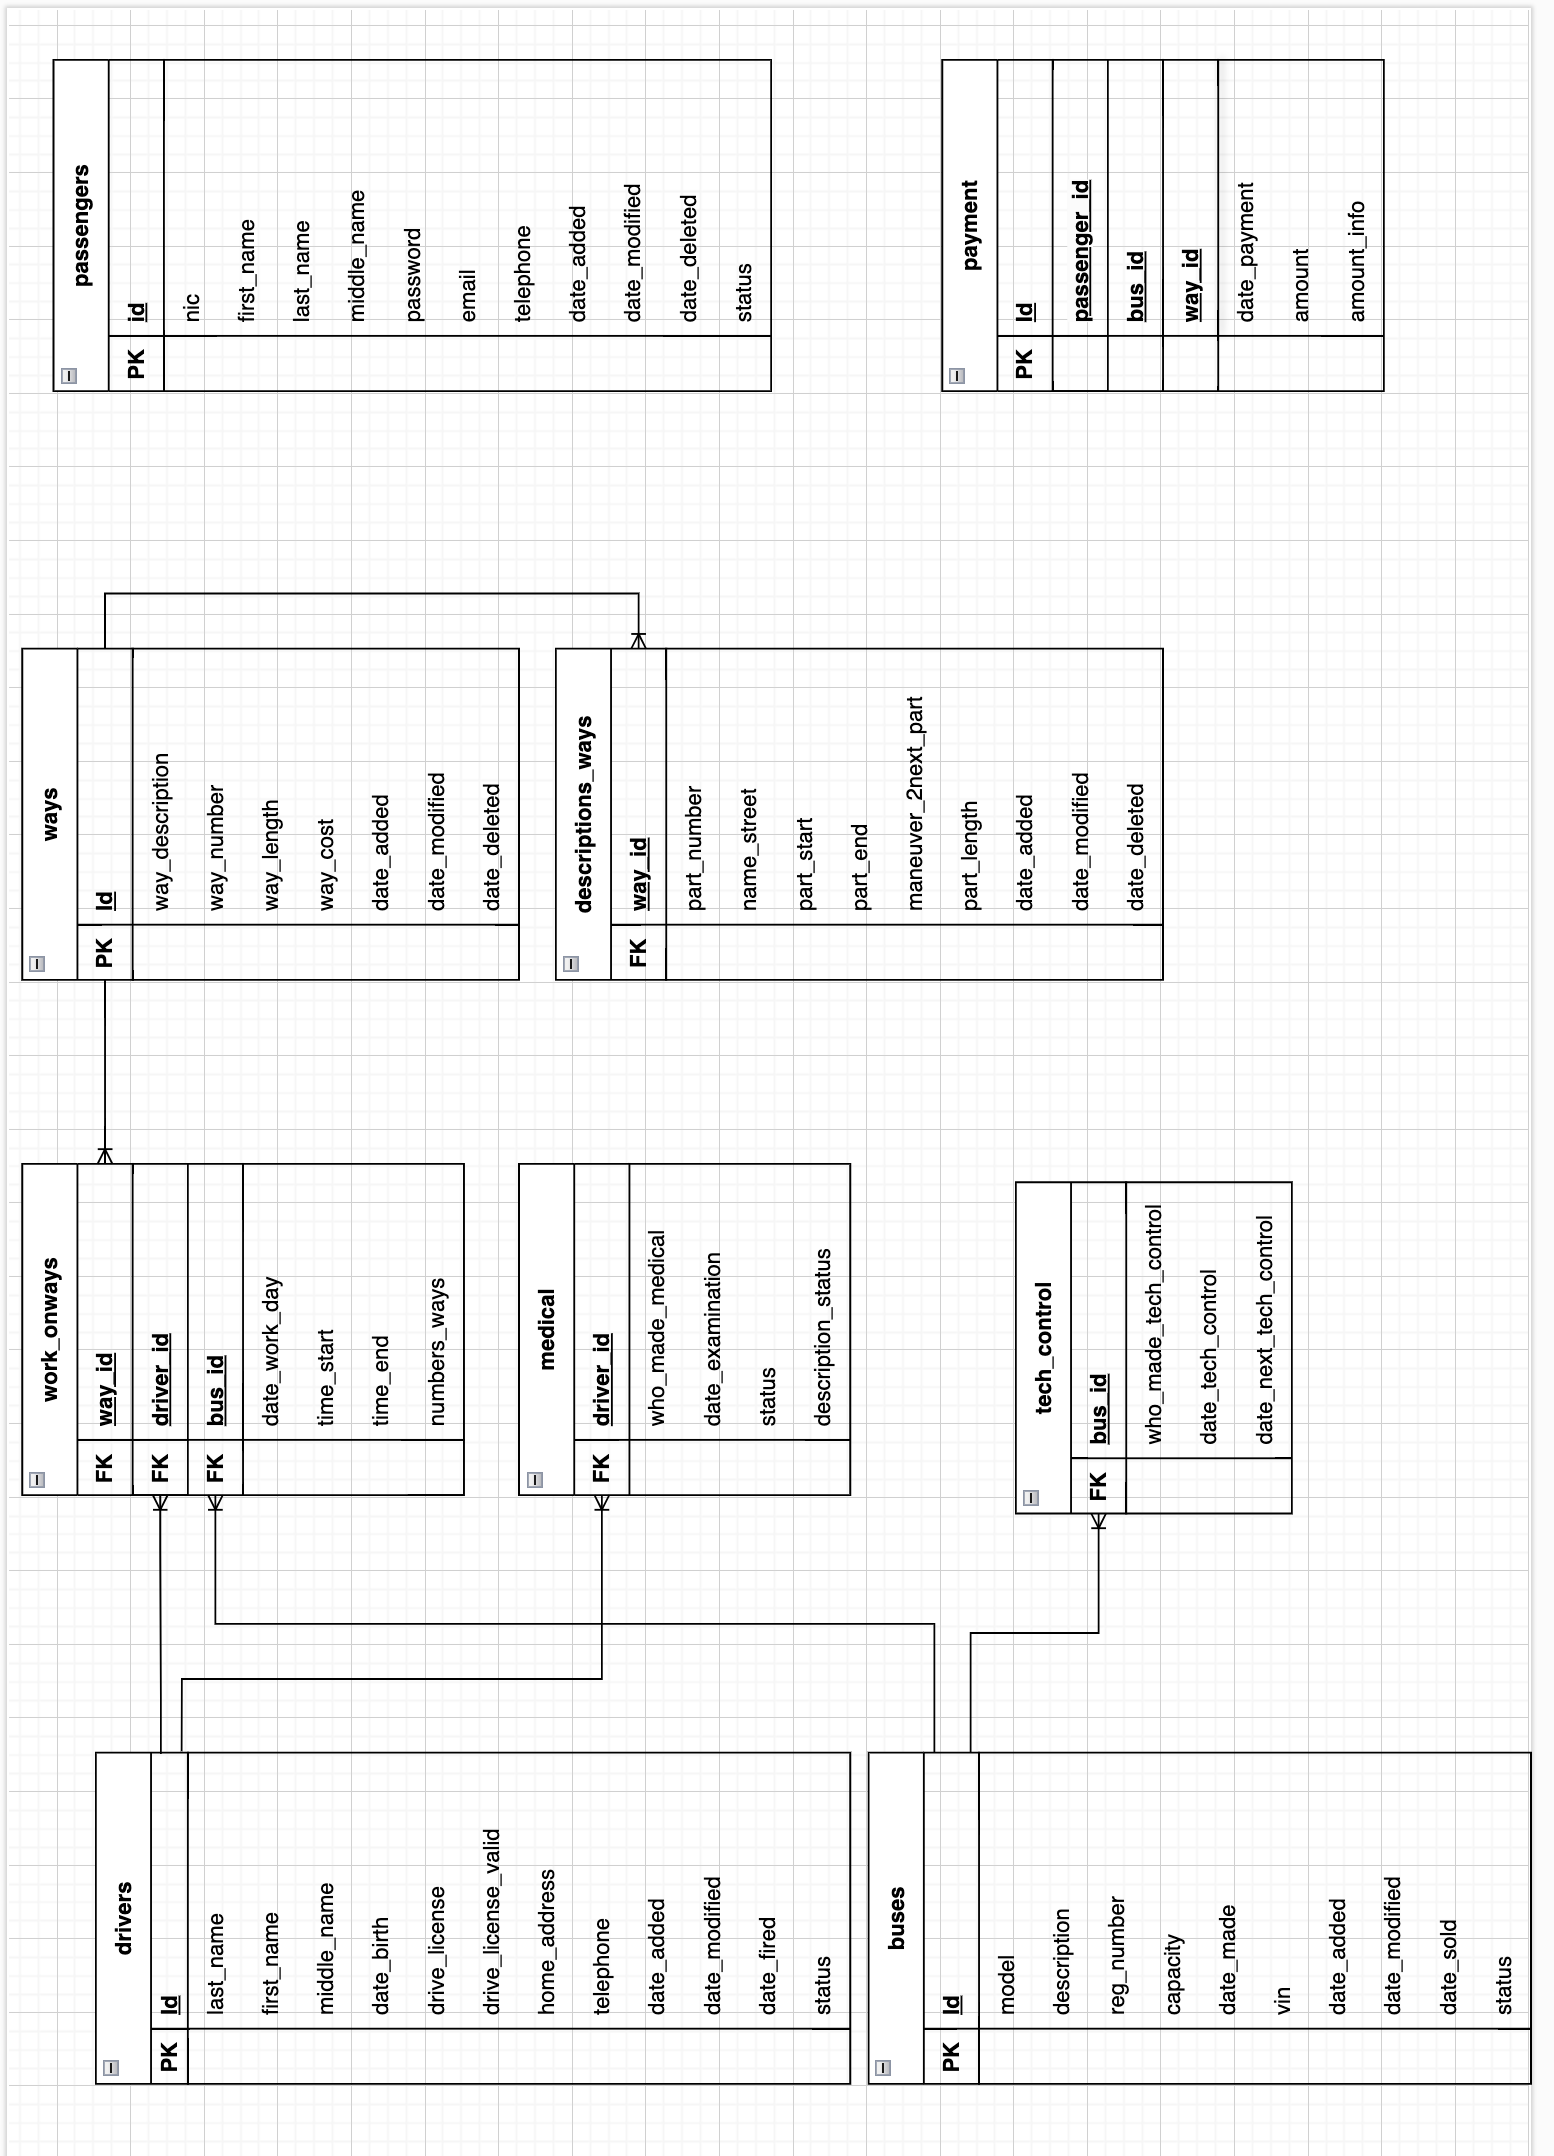 drivers
PK Id
last_name
first_name
middle_name
date_birth
drive_license
drive_license_valid
home_address
telephone
date_added
date_modified
date_fired
status
buses
PK Id
model
description
reg_number
capacity
date_made
vin
date_added
date_modified
date_sold
status
work_onways
FK way_id
FK driver_id
FK bus_id
date_work_day
time_start
time_end
numbers_ways
medical
FK driver_id
who_made_medical
date_examination
status
description_status
tech_control
FK bus_id
who_made_tech_control
date_tech_control
date_next_tech_control
ways
PK Id
way_description
way_number
way_length
way_cost
date_added
date_modified
date_deleted
descriptions_ways
FK way_id
part_number
name_street
part_start
part_end
maneuver_2next_part
part_length
date_added
date_modified
date_deleted
passengers
PK id
nic
first_name
last_name
middle_name
password
email
telephone
date_added
date_modified
date_deleted
status
payment
PK Id
passenger_id
bus_id
way_id
date_payment
amount
amount_info